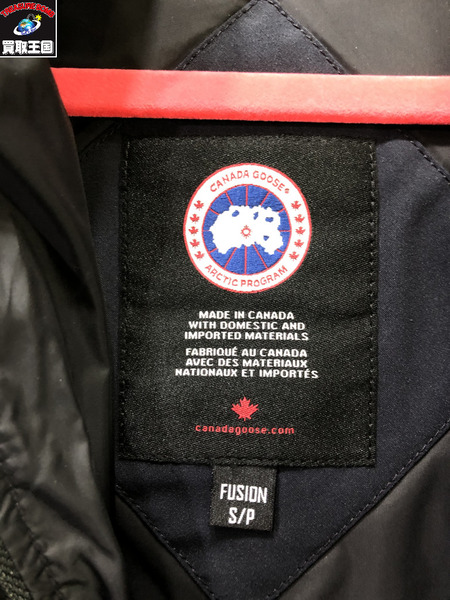 買取王国
CANADA GOOSE®
ARCTIC PROGRAM
MADE IN CANADA
WITH DOMESTIC AND
IMPORTED MATERIALS
FABRIQUÉ AU CANADA
AVEC DES MATERIAUX
NATIONAUX ET IMPORTÉS
canadagoose.com
FUSION
S/P